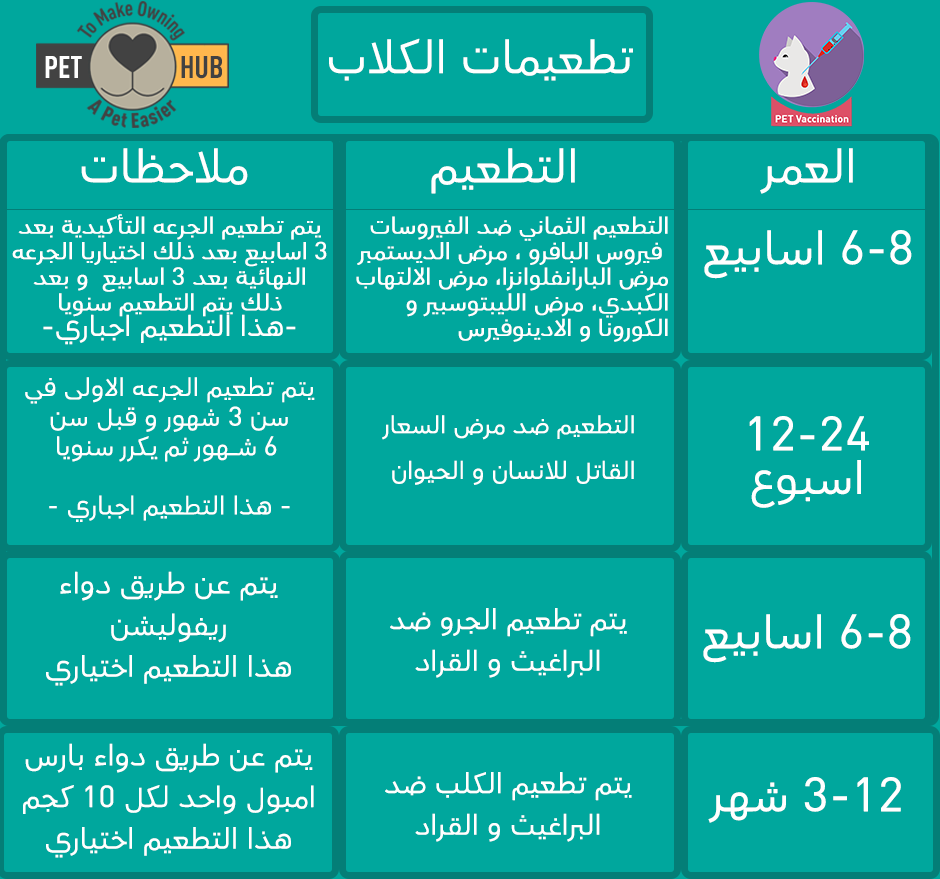 To Make Owning
PET HUB
A Pet Easier
تطعيمات الكلاب
PET Vaccination
العمر
التطعيم
ملاحظات
6-8 اسابيع
التطعيم الثماني ضد الفيروسات
فيروس البافرو ، مرض الديستمبر
مرض البارانفلوانزا، مرض الالتهاب
الكبدي، مرض الليبتوسبير و
الكورونا و الادينوفيرس
يتم تطعيم الجرعه التأكيدية بعد
3 اسابيع بعد ذلك اختياريا الجرعه
النهائية بعد 3 اسابيع و بعد
ذلك يتم التطعيم سنويا
-هذا التطعيم اجباري-
12-24
اسبوع
التطعيم ضد مرض السعار
القاتل للانسان و الحيوان
يتم تطعيم الجرعه الاولى في
سن 3 شهور و قبل سن
6 شهور ثم يكرر سنويا
- هذا التطعيم اجباري -
6-8 اسابيع
يتم تطعيم الجرو ضد
البراغيث و القراد
يتم عن طريق دواء
ريفوليشن
هذا التطعيم اختياري
3-12 شهر
يتم تطعيم الكلب ضد
البراغيث و القراد
يتم عن طريق دواء بارس
امبول واحد لكل 10 كجم
هذا التطعيم اختياري